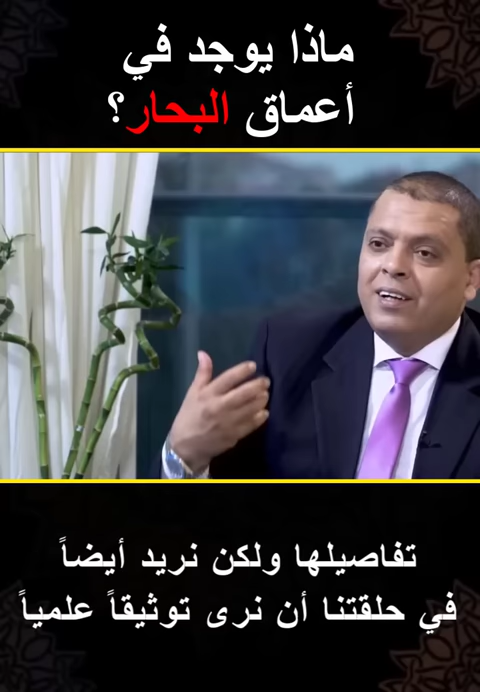 ماذا يوجد في
أعماق البحار؟
تفاصيلها ولكن نريد أيضاً
في حلقتنا أن نرى توثيقاً علمياً